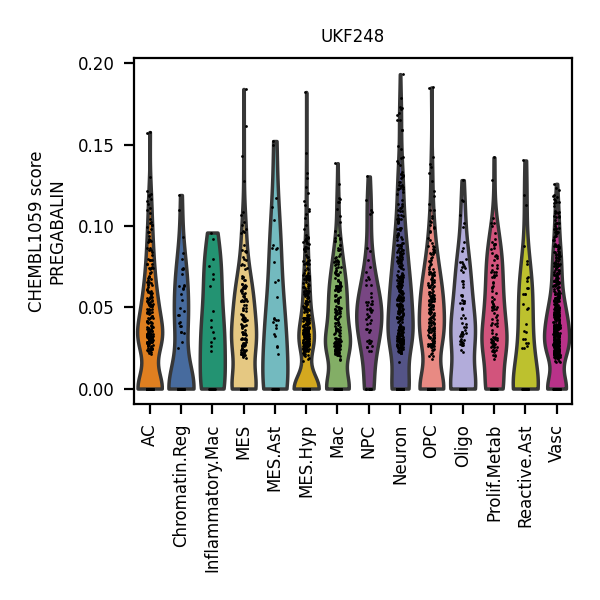 UKF248
CHEMBL1059 score
PREGABALIN
0.20
0.15
0.10
0.05
0.00
AC
Chromatin.Reg
Inflammatory.Mac
MES
MES.Ast
MES.Hyp
Mac
NPC
Neuron
OPC
Oligo
Prolif.Metab
Reactive.Ast
Vasc